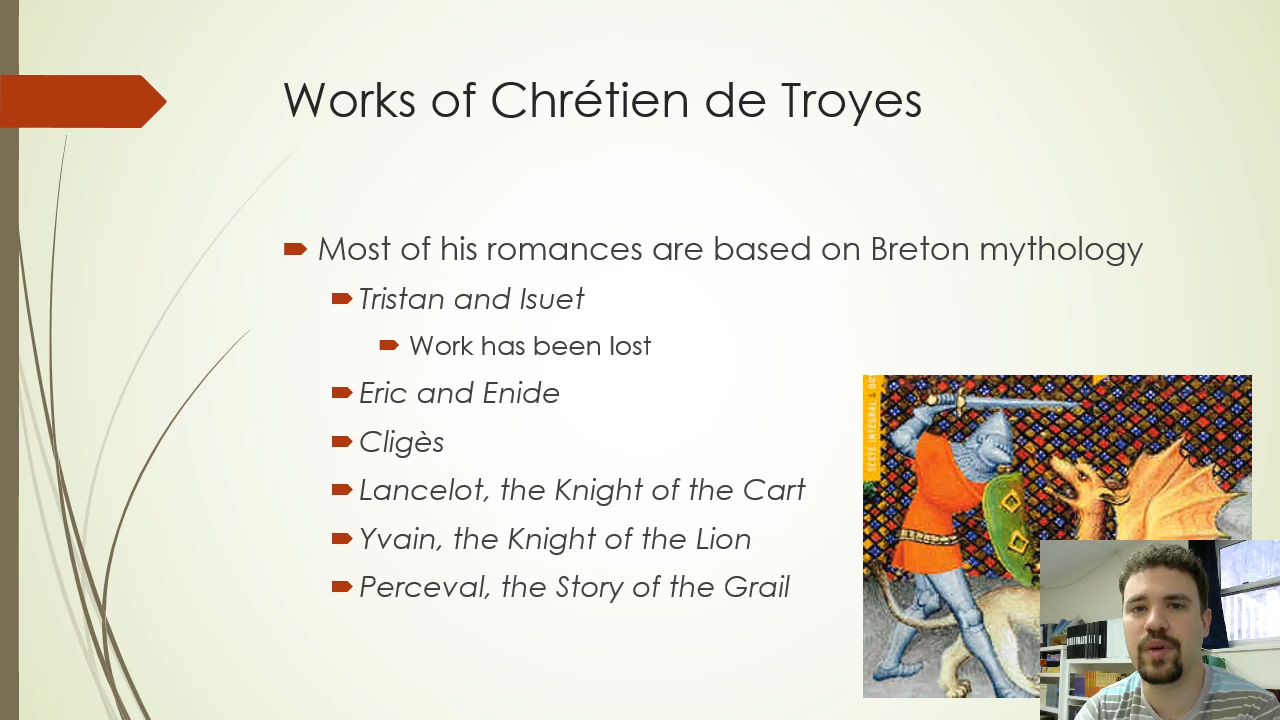 Works of Chrétien de Troyes
Most of his romances are based on Breton mythology
Tristan and Isuet
Work has been lost
Eric and Enide
Cligès
Lancelot, the Knight of the Cart
Yvain, the Knight of the Lion
Perceval, the Story of the Grail